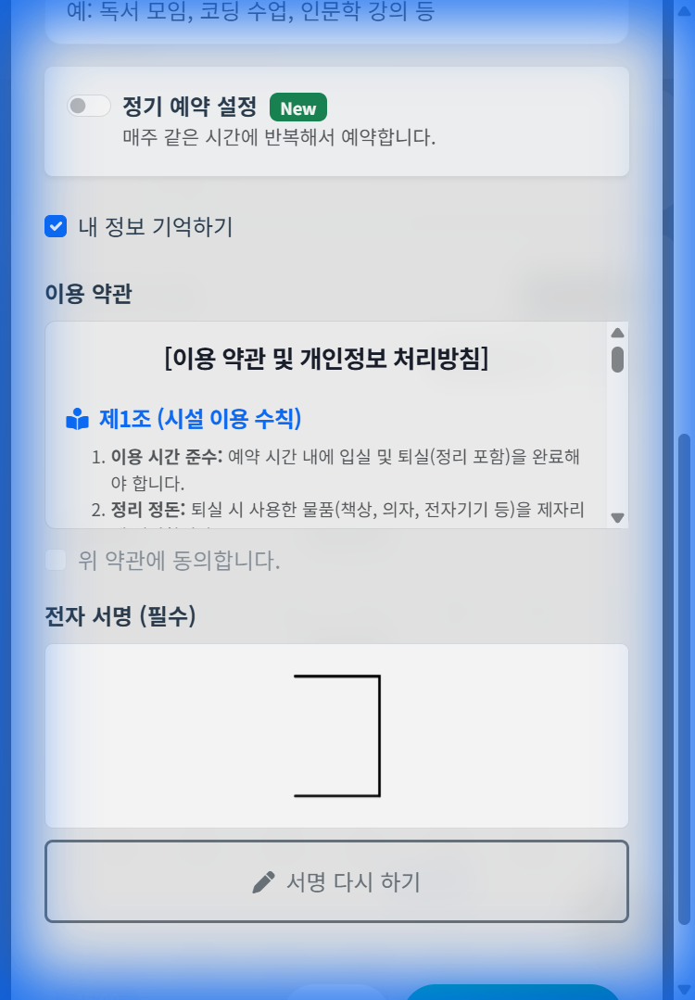 예: 독서 모임, 코딩 수업, 인문학 강의 등
정기 예약 설정 New
매주 같은 시간에 반복해서 예약합니다.
내 정보 기억하기
이용 약관
[이용 약관 및 개인정보 처리방침]
제1조 (시설 이용 수칙)
1. 이용 시간 준수: 예약 시간 내에 입실 및 퇴실(정리 포함)을 완료해
야 합니다.
2. 정리 정돈: 퇴실 시 사용한 물품(책상, 의자, 전자기기 등)을 제자리
위 약관에 동의합니다.
전자 서명 (필수)
서명 다시 하기